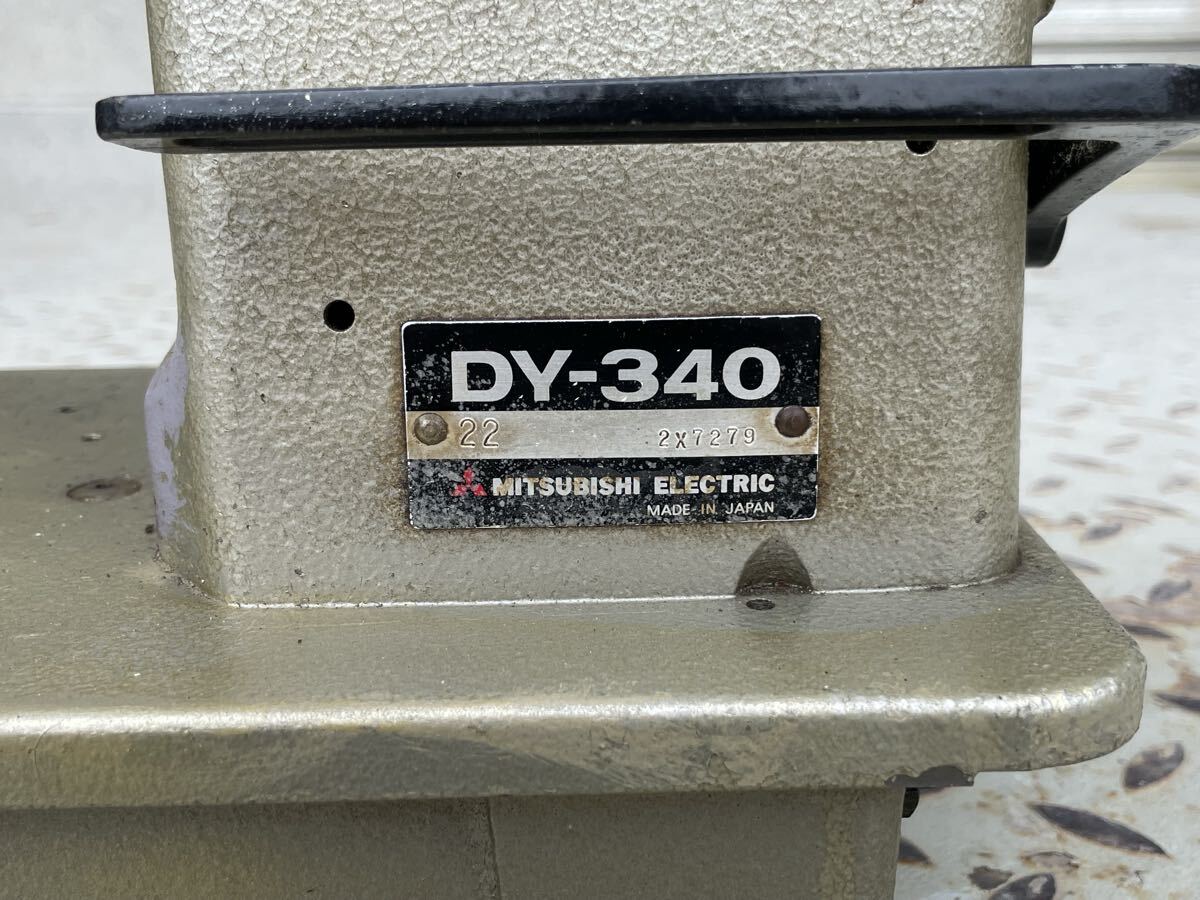 DY-340
22 2X7279
MITSUBISHI ELECTRIC
MADE IN JAPAN